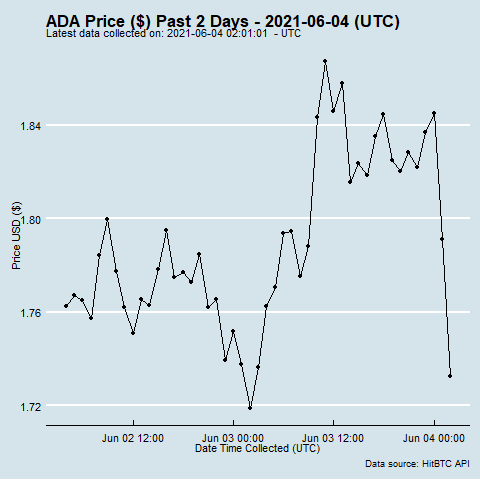 ADA Price ($) Past 2 Days - 2021-06-04 (UTC)
Latest data collected on: 2021-06-04 02:01:01 - UTC
1.84
1.80
1.76
1.72
Price USD ($)
Jun 02 12:00 Jun 03 00:00 Jun 03 12:00 Jun 04 00:00
Date Time Collected (UTC)
Data source: HitBTC API